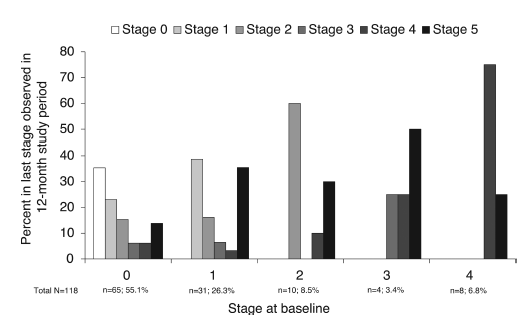 Stage 0 Stage 1 Stage 2 Stage 3 Stage 4 Stage 5
Percent in last stage observed in
12-month study period
80
70
60
50
40
30
20
10
0
0 1 2 3 4
Total N=118 n=65; 55.1% n=31; 26.3% n=10; 8.5% n=4; 3.4% n=8; 6.8%
Stage at baseline